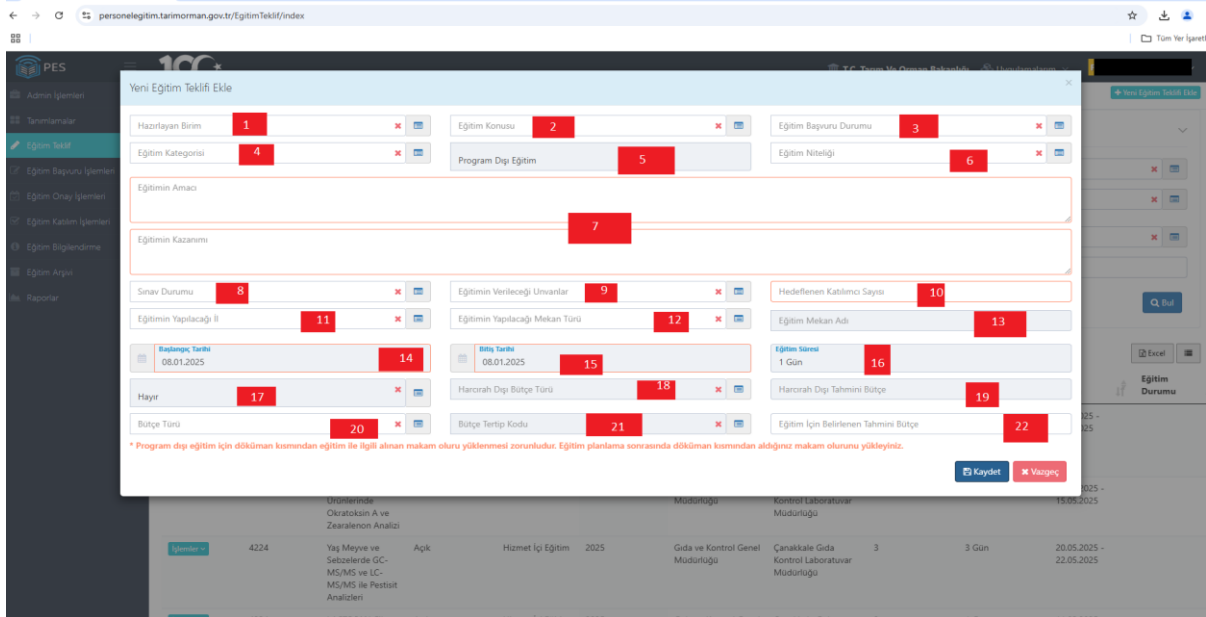 personelegitim.tarimorman.gov.tr/EgitimTeklif/index
Tüm Yer İşaretl
PES
100
T.C. Tarım Ve Orman Bakanlığı
Uygulamalarım
Admin İşlemleri
Tanımlamalar
Eğitim Teklif
Eğitim Başvuru İşlemleri
Eğitim Onay İşlemleri
Eğitim Katılım İşlemleri
Eğitim Bilgilendirme
Eğitim Arşivi
Raporlar
+ Yeni Eğitim Teklifi Ekle
Yeni Eğitim Teklifi Ekle ×
Hazırlayan Birim 1
Eğitim Konusu 2
Eğitim Başvuru Durumu 3
Eğitim Kategorisi 4
Program Dışı Eğitim 5
Eğitim Niteliği 6
Eğitimin Amacı
7
Eğitimin Kazanımı
Sınav Durumu 8
Eğitimin Verileceği Unvanlar 9
Hedeflenen Katılımcı Sayısı 10
Eğitimin Yapılacağı İl 11
Eğitimin Yapılacağı Mekan Türü 12
Eğitim Mekan Adı 13
Başlangıç Tarihi
08.01.2025 14
Bitiş Tarihi
08.01.2025 15
Eğitim Süresi
1 Gün 16
Hayır 17
Harcırah Dışı Bütçe Türü 18
Harcırah Dışı Tahmini Bütçe 19
Bütçe Türü 20
Bütçe Tertip Kodu 21
Eğitim İçin Belirlenen Tahmini Bütçe 22
* Program dışı eğitim için döküman kısmından eğitim ile ilgili alınan makam oluru yüklenmesi zorunludur. Eğitim planlama sonrasında döküman kısmından aldığınız makam olurunu yükleyiniz.
Kaydet
Vazgeç
Bul
Excel
Eğitim
Durumu
025 -
025
Ürünlerinde
Okratoksin A ve
Zearalenon Analizi
Müdürlüğü
Kontrol Laboratuvar
Müdürlüğü
2025 -
15.05.2025
İşlemler
4224
Yaş Meyve ve
Sebzelerde GC-
MS/MS ve LC-
MS/MS ile Pestisit
Analizleri
Açık
Hizmet İçi Eğitim
2025
Gıda ve Kontrol Genel
Müdürlüğü
Çanakkale Gıda
Kontrol Laboratuvar
Müdürlüğü
3
3 Gün
20.05.2025 -
22.05.2025